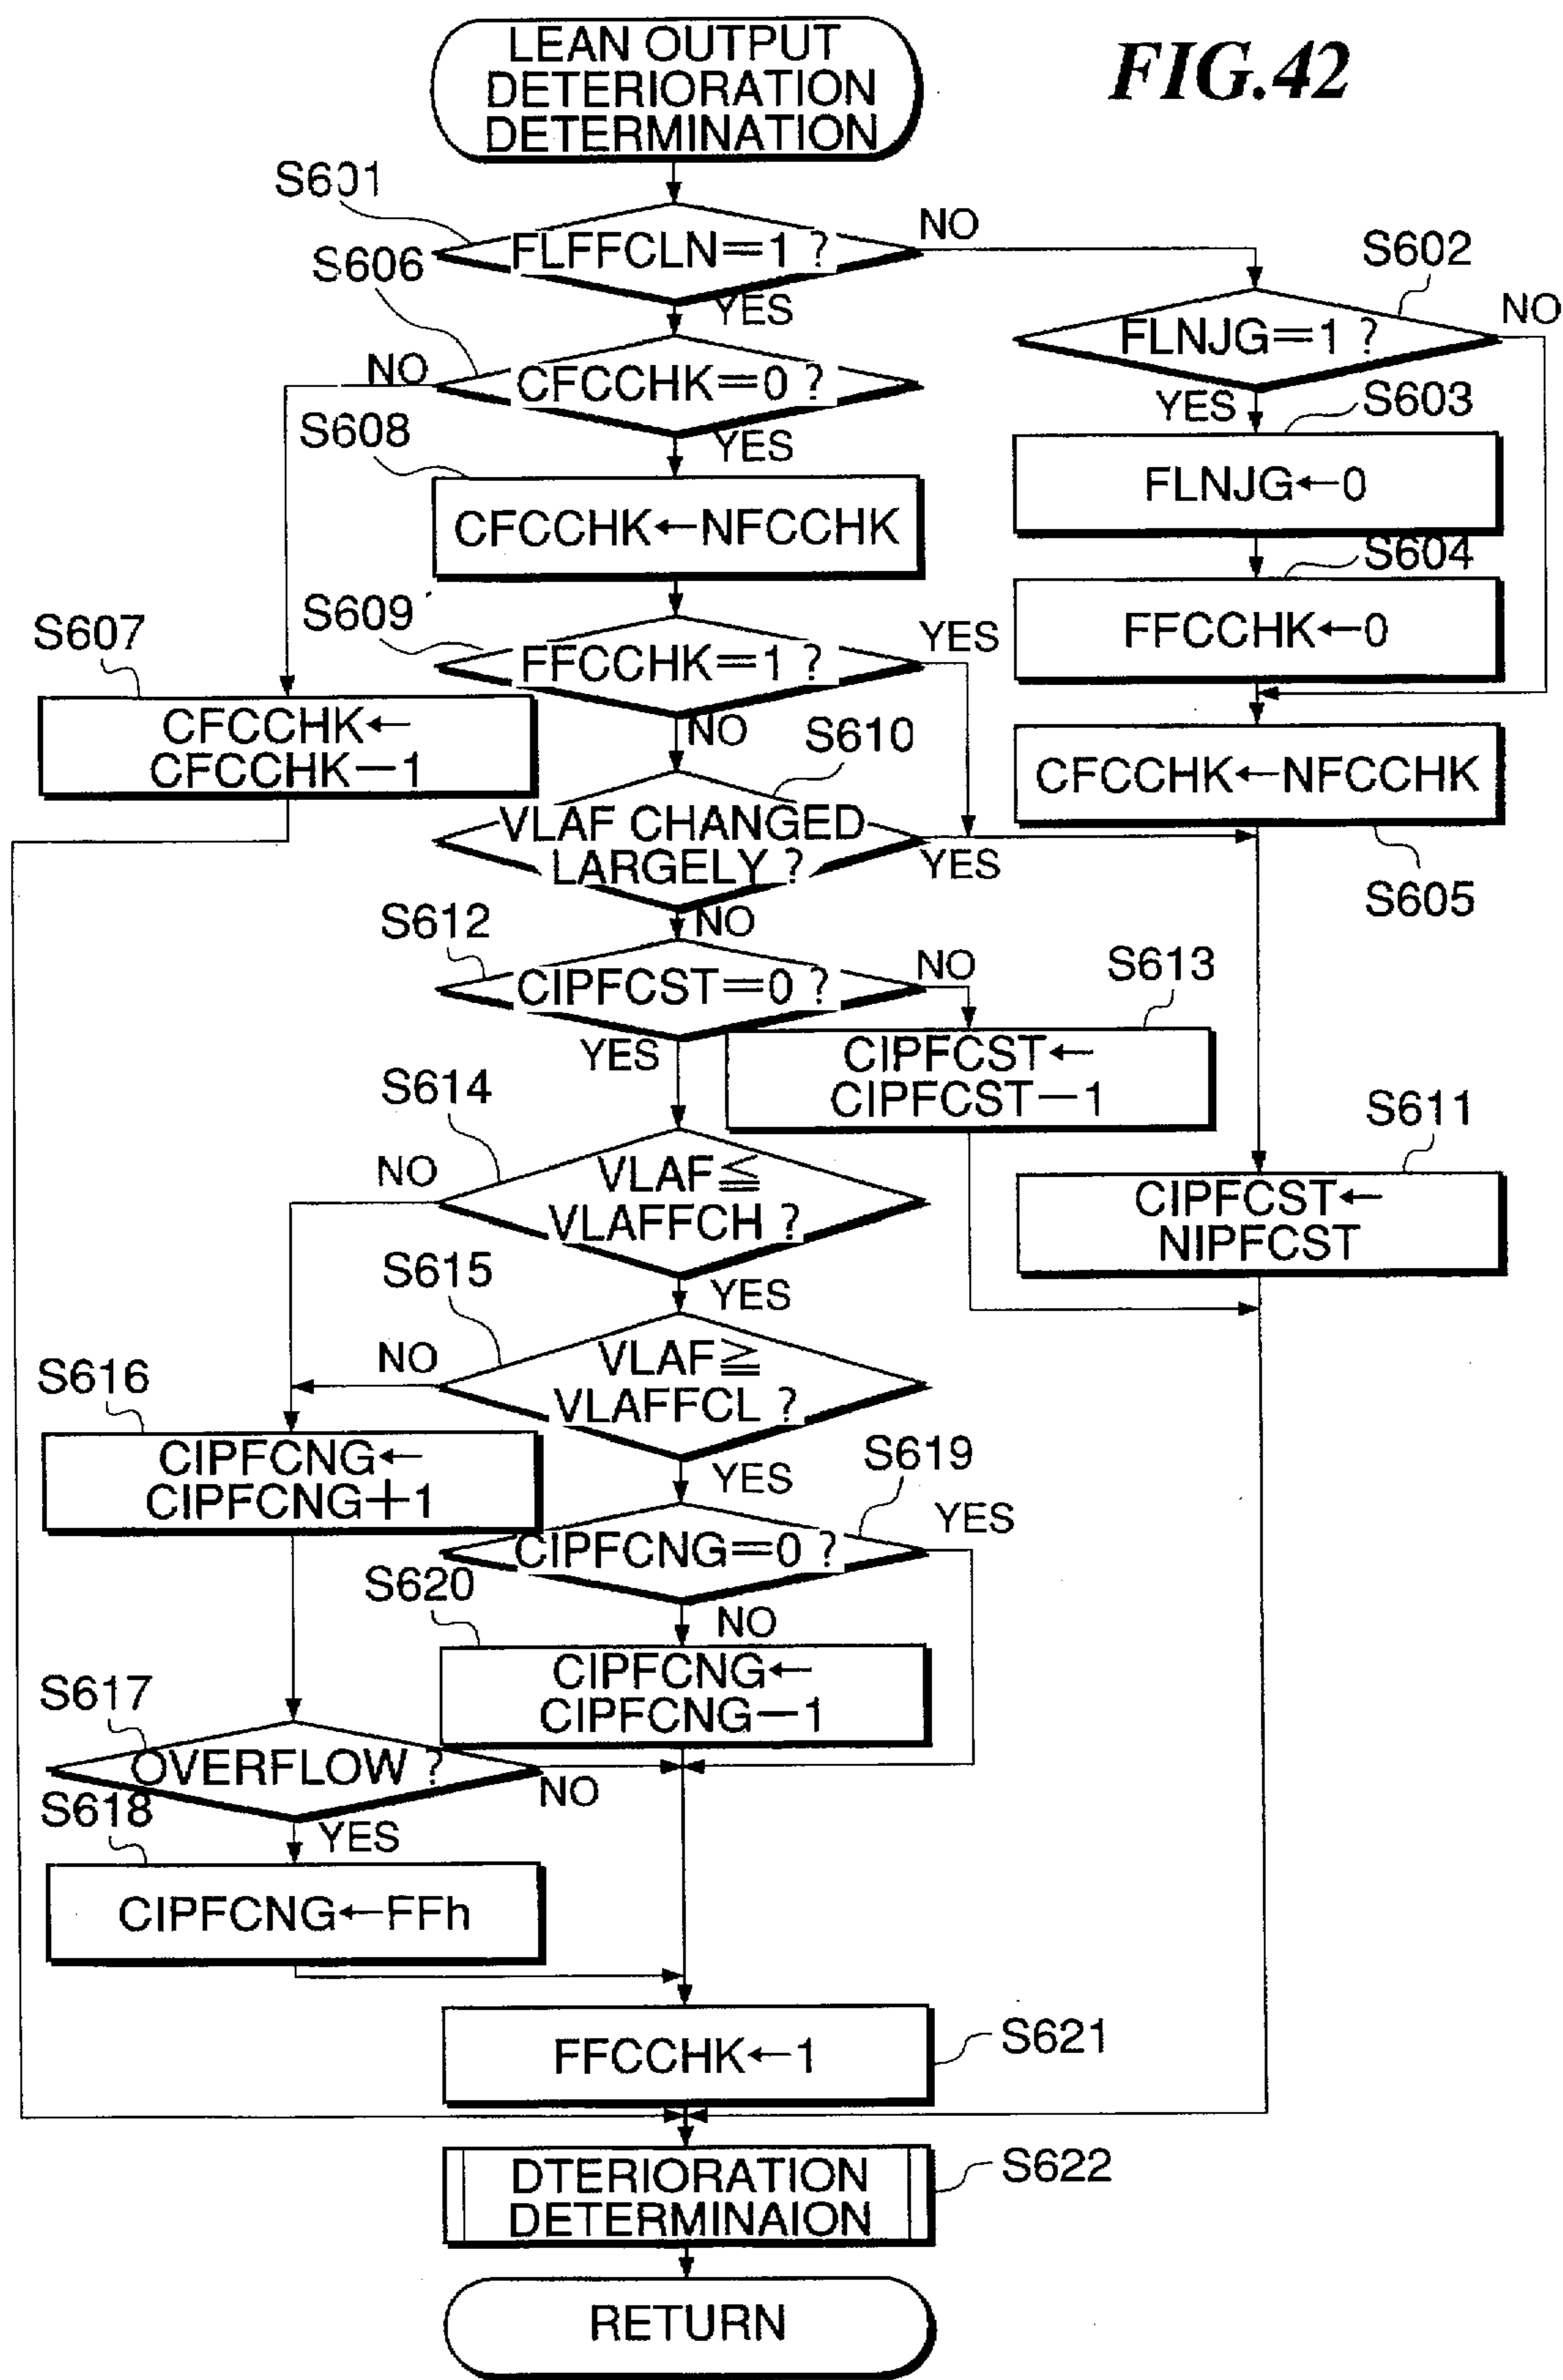 FIG.42
LEAN OUTPUT
DETERIORATION
DETERMINATION
S601
FLFFCLN=1 ?
NO
YES
S602
FLNJG=1 ?
NO
YES
S603
FLNJG←0
S604
FFCCHK←0
CFCCHK←NFCCHK
S605
S606
CFCCHK=0 ?
NO
YES
S608
CFCCHK←NFCCHK
S609
FFCCHK=1 ?
YES
NO
S607
CFCCHK←
CFCCHK−1
S610
VLAF CHANGED
LARGELY ?
YES
NO
S612
CIPFCST=0 ?
NO
YES
S613
CIPFCST←
CIPFCST−1
S611
CIPFCST←
NIPFCST
S614
VLAF≦
VLAFFCH ?
NO
YES
S615
VLAF≧
VLAFFCL ?
NO
YES
S616
CIPFCNG←
CIPFCNG+1
S619
CIPFCNG=0 ?
YES
NO
S620
CIPFCNG←
CIPFCNG−1
S617
OVERFLOW ?
NO
YES
S618
CIPFCNG←FFh
FFCCHK←1
S621
DTERIORATION
DETERMINAION
S622
RETURN